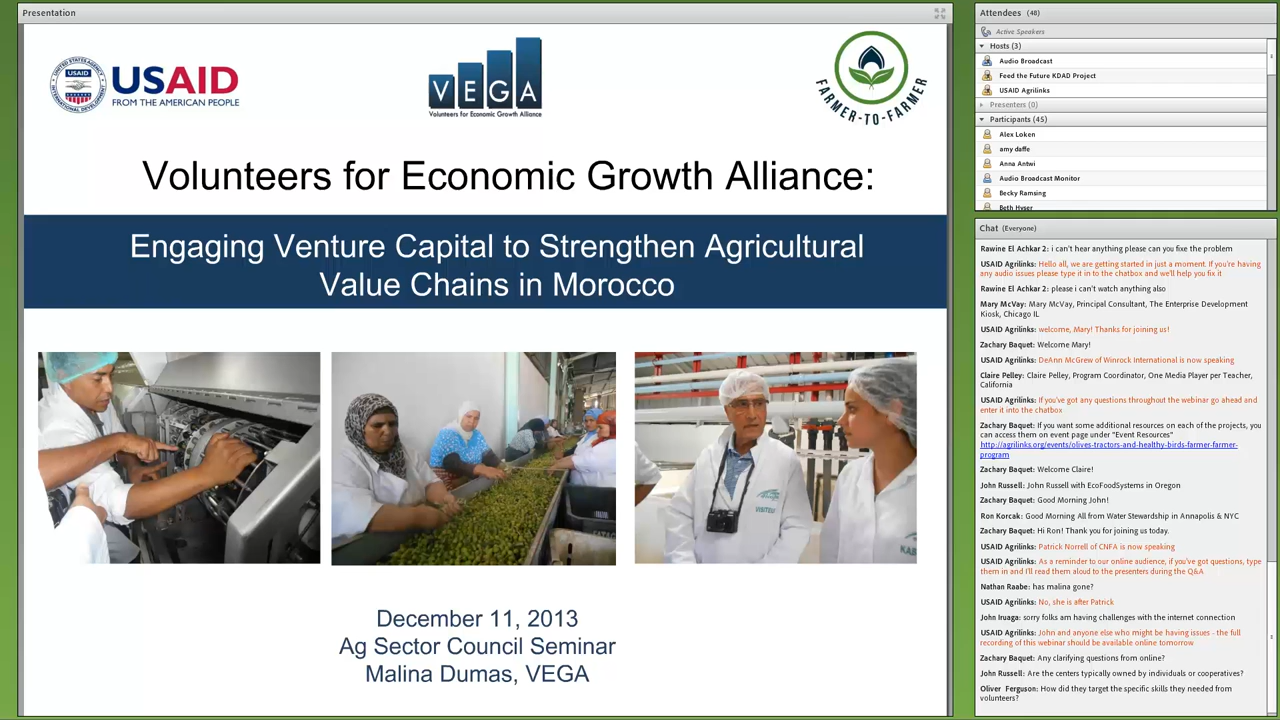 Presentation
USAID
FROM THE AMERICAN PEOPLE
VEGA
Volunteers for Economic Growth Alliance
FARMER-TO-FARMER
Volunteers for Economic Growth Alliance:
Engaging Venture Capital to Strengthen Agricultural
Value Chains in Morocco
December 11, 2013
Ag Sector Council Seminar
Malina Dumas, VEGA
Attendees (48)
Active Speakers
Hosts (3)
Audio Broadcast
Feed the Future KDAD Project
USAID Agrilinks
Presenters (0)
Participants (45)
Alex Loken
amy daffe
Anna Antwi
Audio Broadcast Monitor
Becky Ramsing
Beth Hyser
Chat (Everyone)
Rawine El Achkar 2: i can't hear anything please can you fixe the problem
USAID Agrilinks: Hello all, we are getting started in just a moment. If you're having
any audio issues please type it in to the chatbox and we'll help you fix it
Rawine El Achkar 2: please i can't watch anything also
Mary McVay: Mary McVay, Principal Consultant, The Enterprise Development
Kiosk, Chicago IL
USAID Agrilinks: welcome, Mary! Thanks for joining us!
Zachary Baquet: Welcome Mary!
USAID Agrilinks: DeAnn McGrew of Winrock International is now speaking
Claire Pelley: Claire Pelley, Program Coordinator, One Media Player per Teacher,
California
USAID Agrilinks: If you've got any questions throughout the webinar go ahead and
enter it into the chatbox
Zachary Baquet: If you want some additional resources on each of the projects, you
can access them on event page under "Event Resources"
http://agrilinks.org/events/olives-tractors-and-healthy-birds-farmer-farmer-
program
Zachary Baquet: Welcome Claire!
John Russell: John Russell with EcoFoodSystems in Oregon
Zachary Baquet: Good Morning John!
Ron Korcak: Good Morning All from Water Stewardship in Annapolis & NYC
Zachary Baquet: Hi Ron! Thank you for joining us today.
USAID Agrilinks: Patrick Norrell of CNFA is now speaking
USAID Agrilinks: As a reminder to our online audience, if you've got questions, type
them in and I'll read them aloud to the presenters during the Q&A
Nathan Raabe: has malina gone?
USAID Agrilinks: No, she is after Patrick
John Iruaga: sorry folks am having challenges with the internet connection
USAID Agrilinks: John and anyone else who might be having issues - the full
recording of this webinar should be available online tomorrow
Zachary Baquet: Any clarifying questions from online?
John Russell: Are the centers typically owned by individuals or cooperatives?
Oliver Ferguson: How did they target the specific skills they needed from
volunteers?